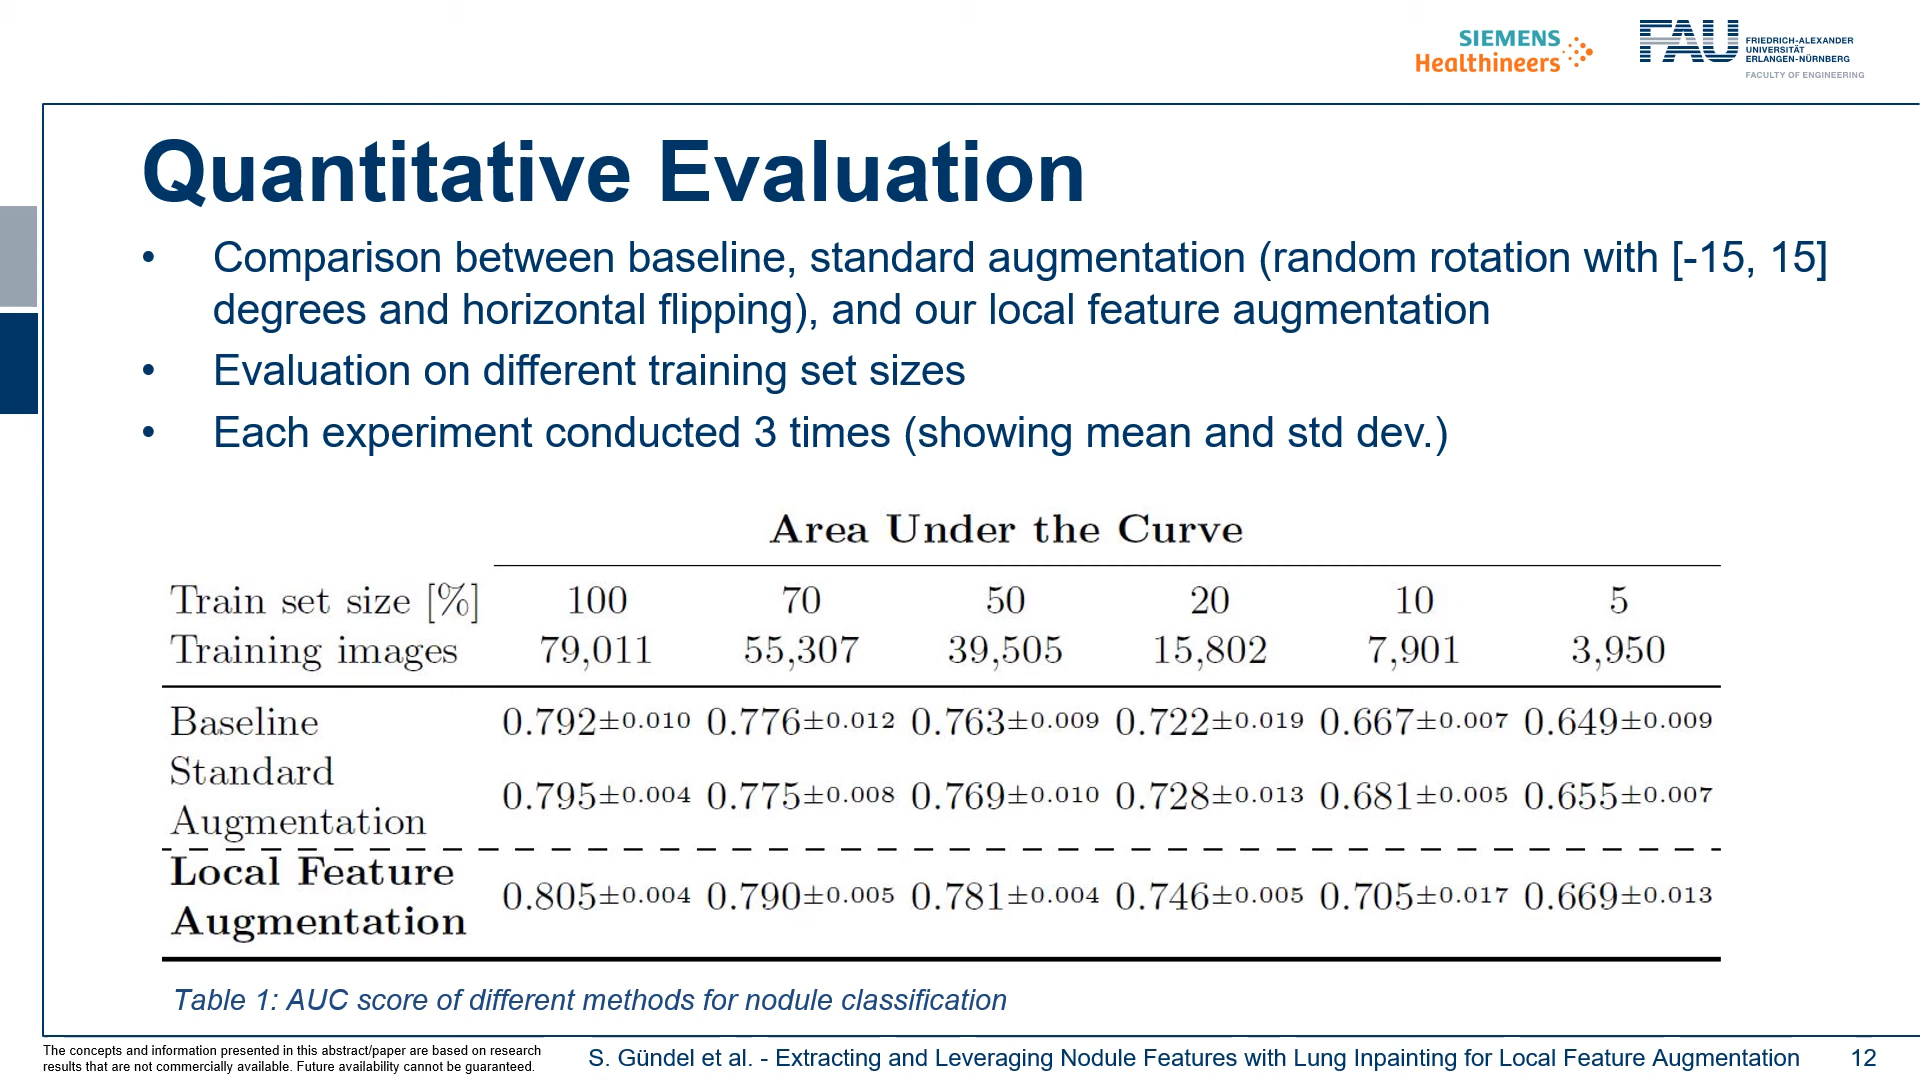 SIEMENS
Healthineers
FAU
FRIEDRICH-ALEXANDER
UNIVERSITÄT
ERLANGEN-NÜRNBERG
FACULTY OF ENGINEERING
Quantitative Evaluation
• Comparison between baseline, standard augmentation (random rotation with [-15, 15]
degrees and horizontal flipping), and our local feature augmentation
• Evaluation on different training set sizes
• Each experiment conducted 3 times (showing mean and std dev.)
Area Under the Curve
Train set size [%] 100 70 50 20 10 5
Training images 79,011 55,307 39,505 15,802 7,901 3,950
Baseline 0.792±0.010 0.776±0.012 0.763±0.009 0.722±0.019 0.667±0.007 0.649±0.009
Standard
Augmentation 0.795±0.004 0.775±0.008 0.769±0.010 0.728±0.013 0.681±0.005 0.655±0.007
Local Feature
Augmentation 0.805±0.004 0.790±0.005 0.781±0.004 0.746±0.005 0.705±0.017 0.669±0.013
Table 1: AUC score of different methods for nodule classification
The concepts and information presented in this abstract/paper are based on research
results that are not commercially available. Future availability cannot be guaranteed.
S. Gündel et al. - Extracting and Leveraging Nodule Features with Lung Inpainting for Local Feature Augmentation 12